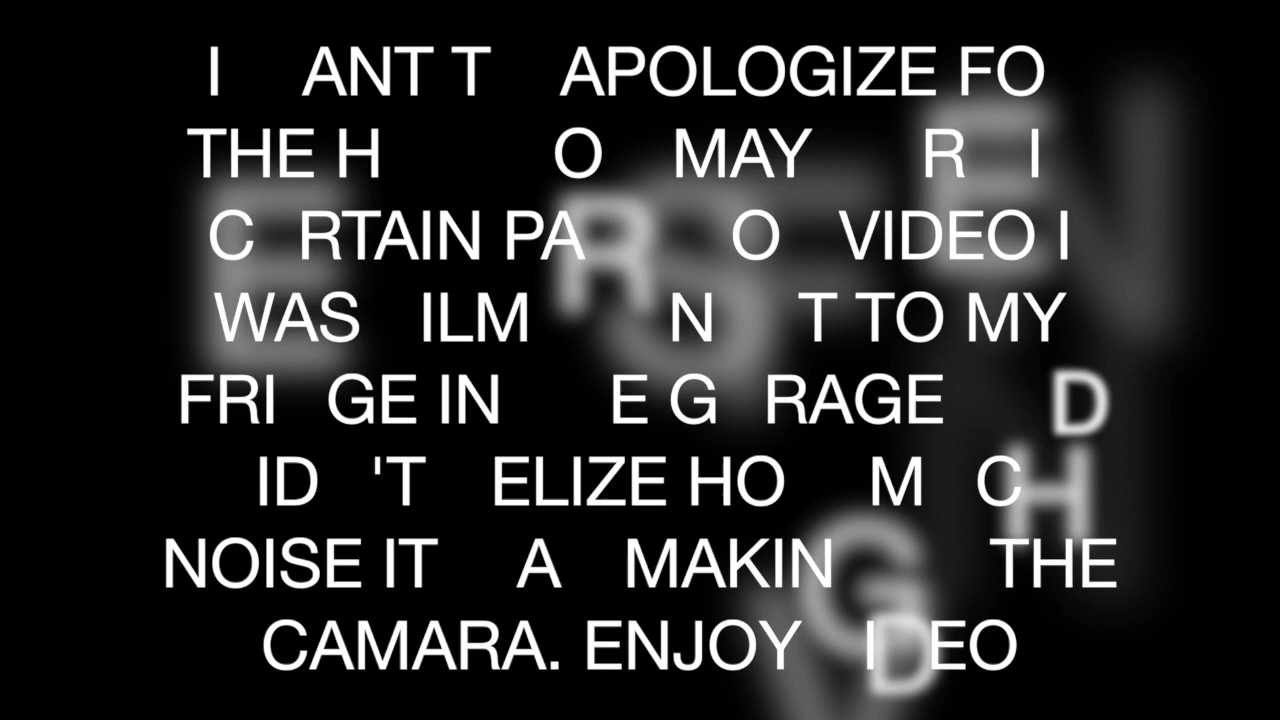 I ANT T APOLOGIZE FO
THE H O MAY R I
C RTAIN PA R O VIDEO I
WAS ILM N T TO MY
FRI GE IN E G RAGE D
ID 'T ELIZE HO M C H
NOISE IT A MAKIN G THE
CAMARA. ENJOY I D EO